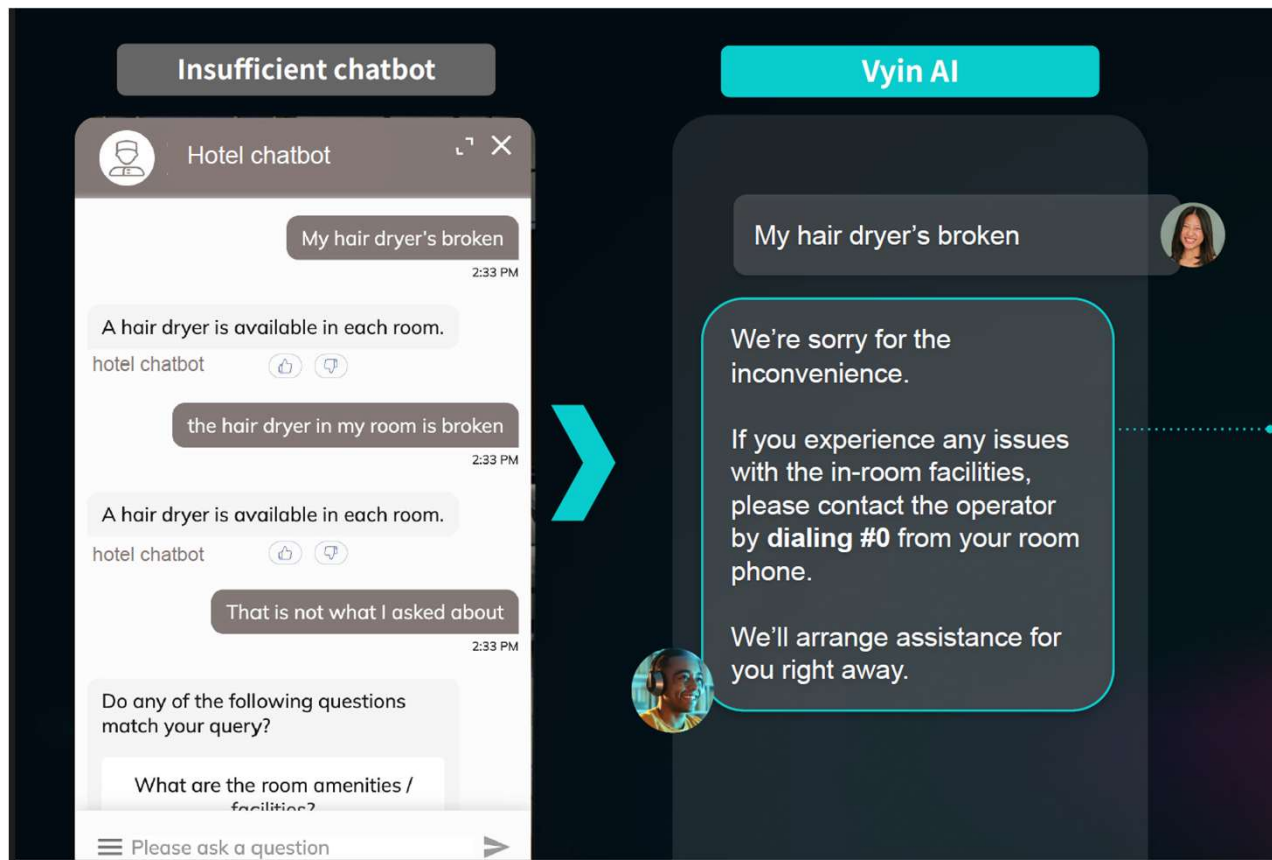 Insufficient chatbot
Hotel chatbot
My hair dryer's broken
2:33 PM
A hair dryer is available in each room.
hotel chatbot
the hair dryer in my room is broken
2:33 PM
A hair dryer is available in each room.
hotel chatbot
That is not what I asked about
2:33 PM
Do any of the following questions
match your query?
What are the room amenities /
facilities?
Please ask a question
Vyin AI
My hair dryer’s broken
We’re sorry for the
inconvenience.
If you experience any issues
with the in-room facilities,
please contact the operator
by dialing #0 from your room
phone.
We’ll arrange assistance for
you right away.